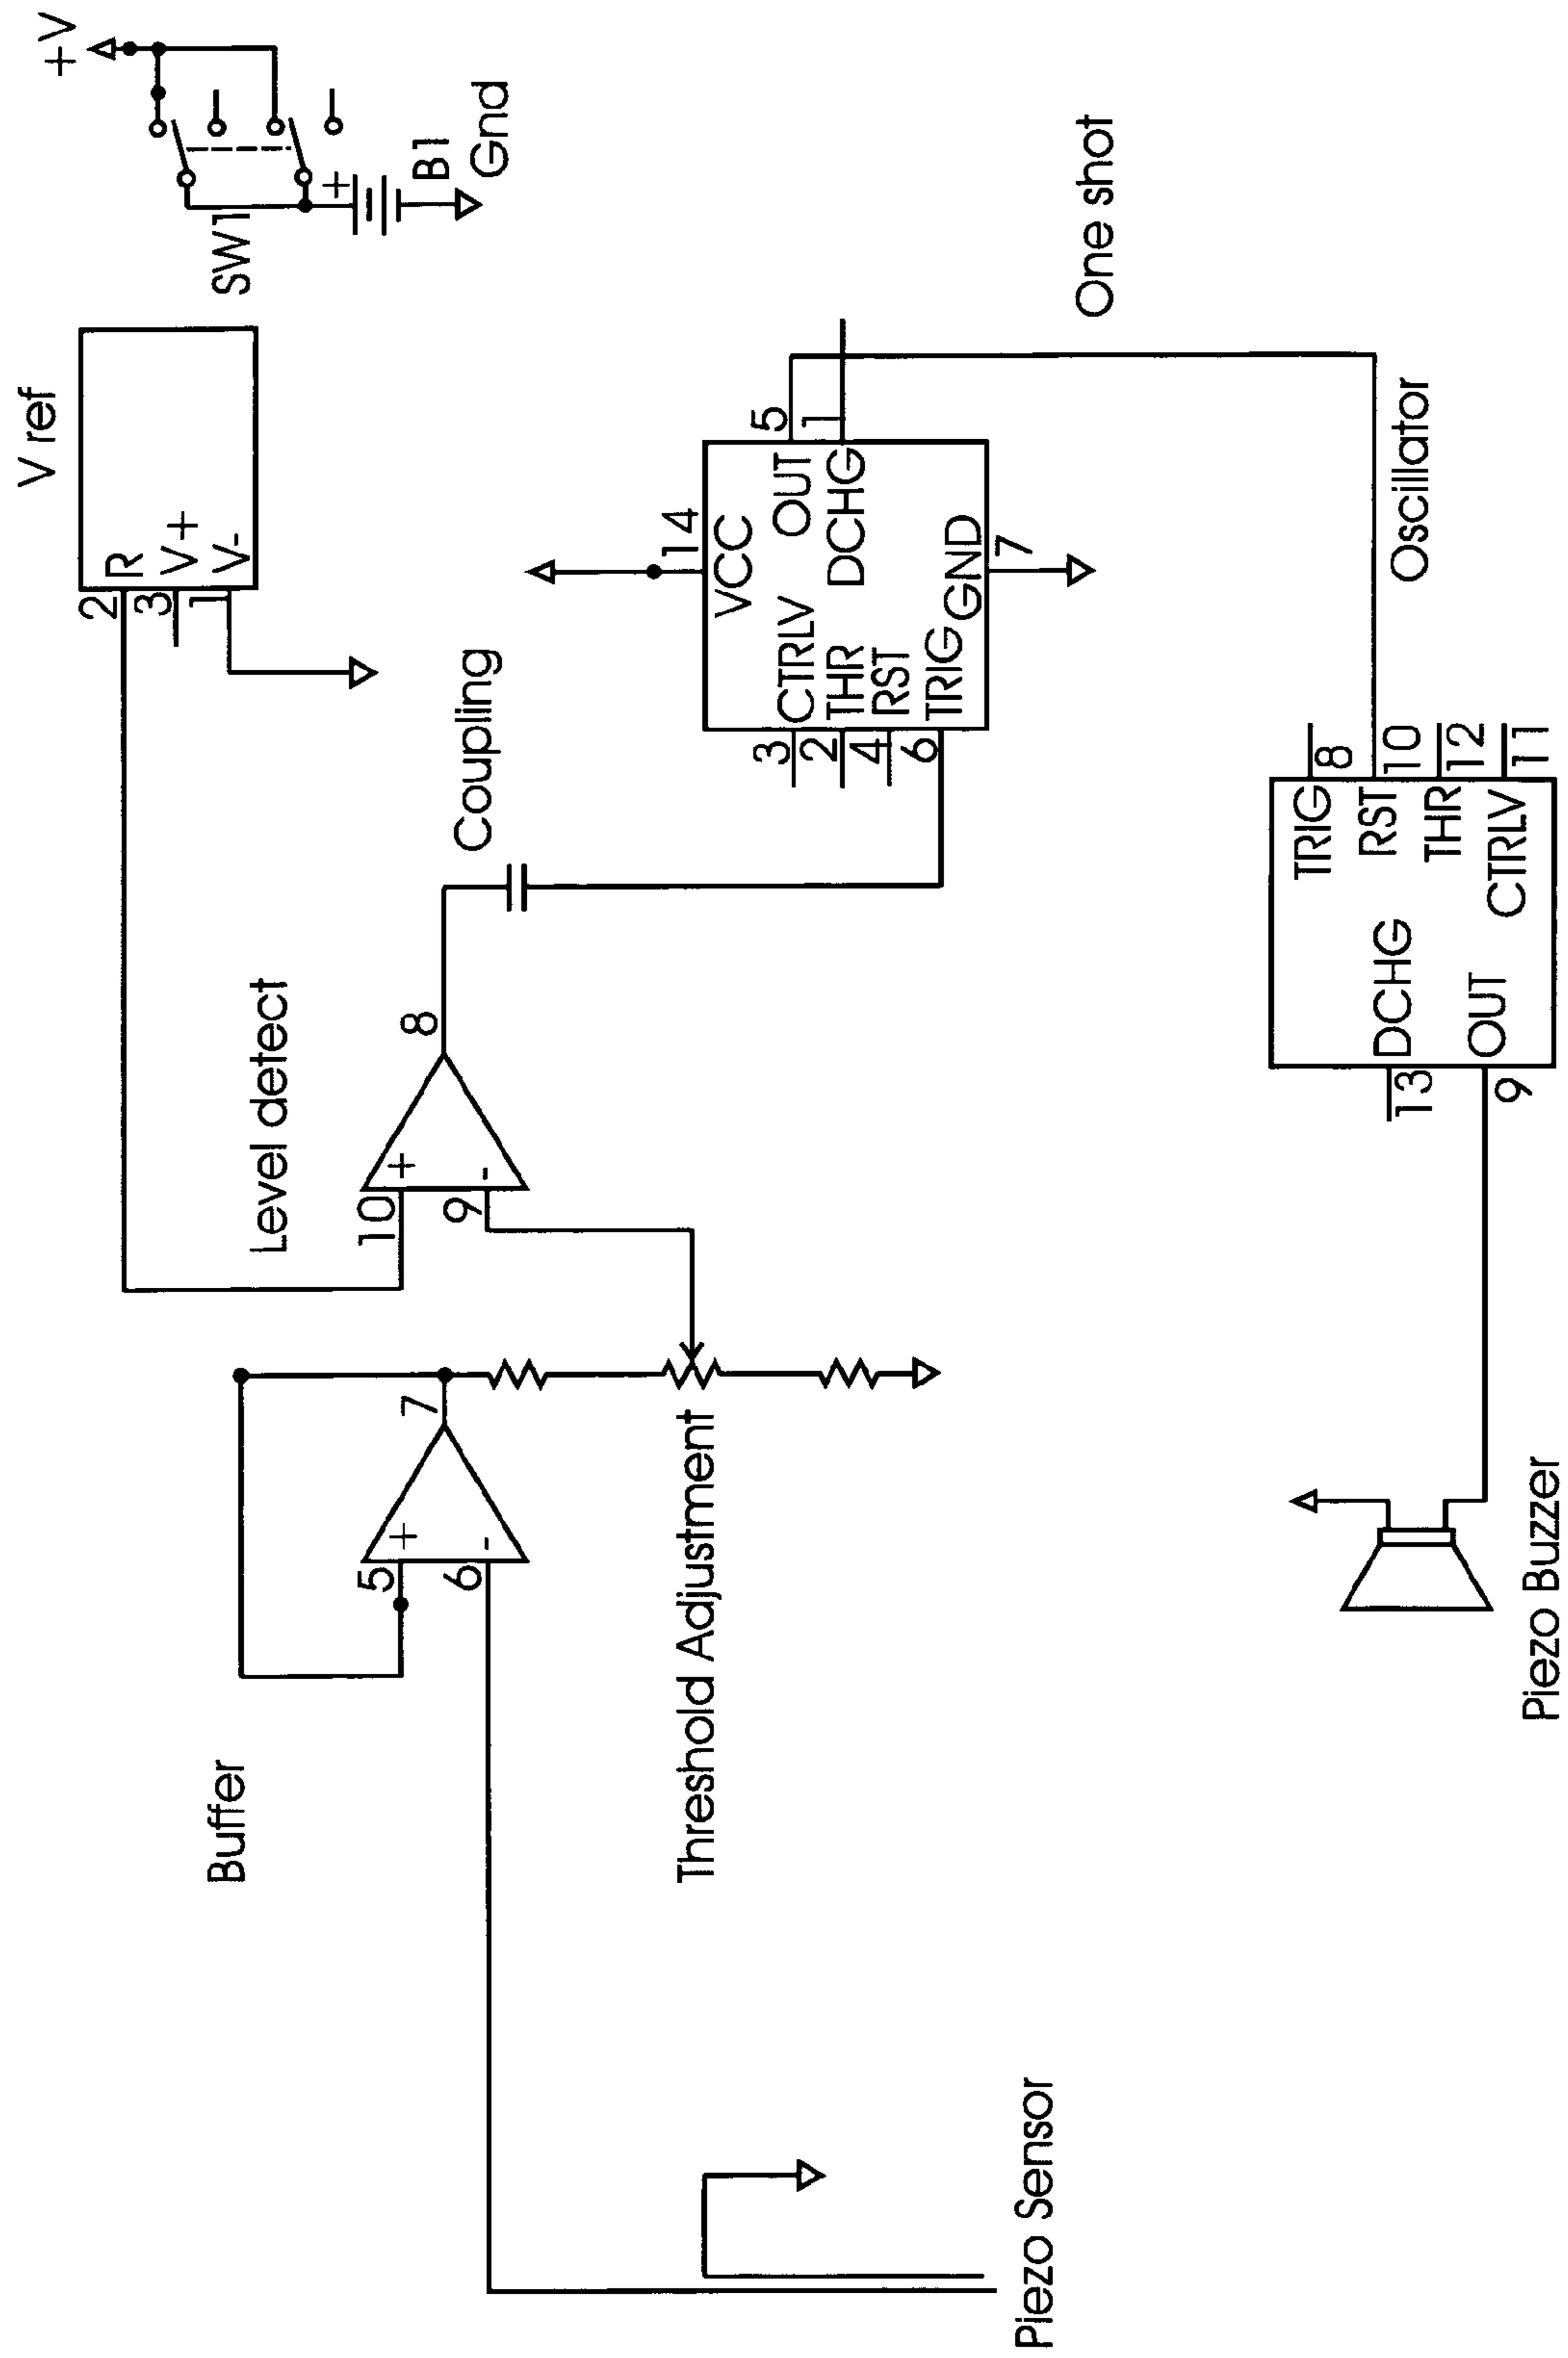 V ref
+V
2
R
3
V+
1
V-
SW1
+
B1
Gnd
Buffer
Level detect
5
+
6
-
7
10
+
9
-
8
Coupling
Threshold Adjustment
14
VCC
3
CTRLV
OUT
5
2
THR
DCHG
1
4
RST
6
TRIG
GND
7
One shot
Piezo Sensor
Oscillator
TRIG
8
13
DCHG
RST
10
THR
12
9
OUT
CTRLV
11
Piezo Buzzer